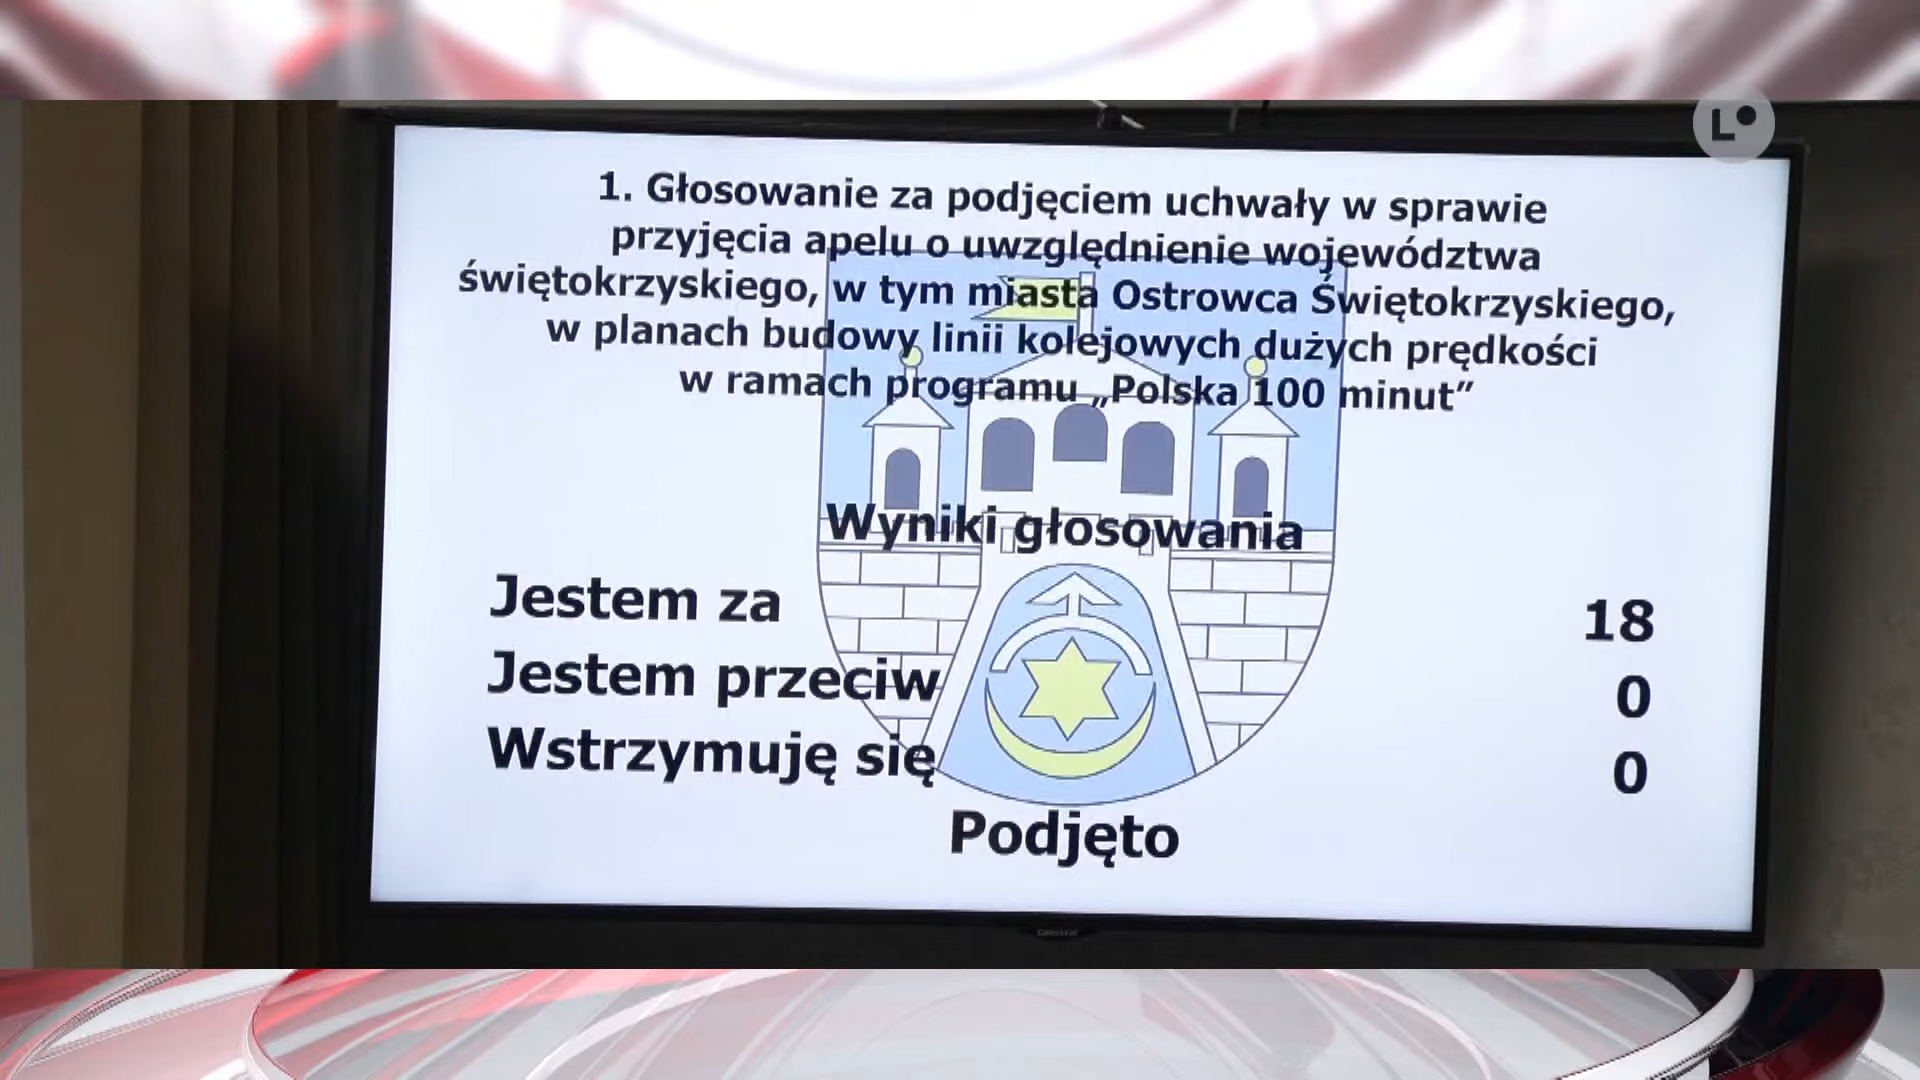 1. Głosowanie za podjęciem uchwały w sprawie
przyjęcia apelu o uwzględnienie województwa
świętokrzyskiego, w tym miasta Ostrowca Świętokrzyskiego,
w planach budowy linii kolejowych dużych prędkości
w ramach programu „Polska 100 minut”
Wyniki głosowania
Jestem za 18
Jestem przeciw 0
Wstrzymuję się 0
Podjęto